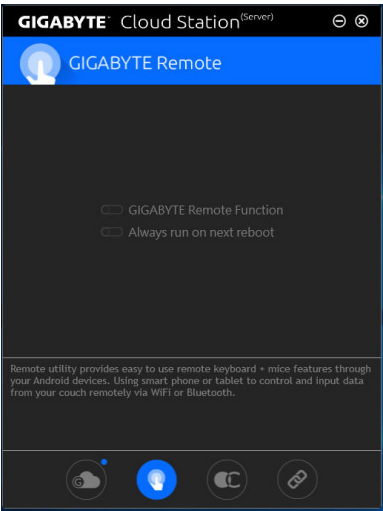 GIGABYTE™ Cloud Station(Server)
GIGABYTE Remote
GIGABYTE Remote Function
Always run on next reboot
Remote utility provides easy to use remote keyboard + mice features through
your Android devices. Using smart phone or tablet to control and input data
from your couch remotely via WiFi or Bluetooth.
G